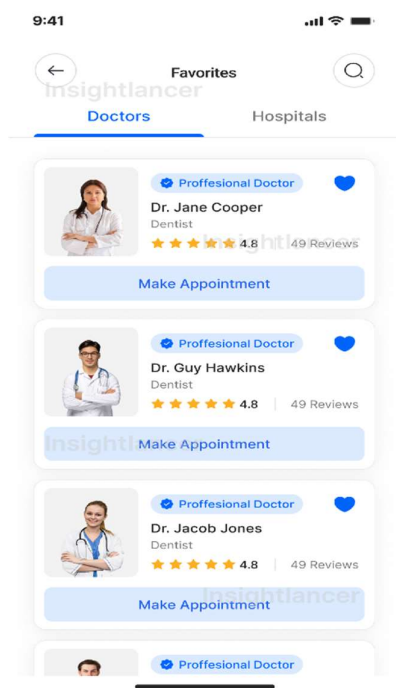 9:41
Favorites
Insightlancer
Doctors Hospitals
Proffesional Doctor
Dr. Jane Cooper
Dentist
4.8 49 Reviews
Insightlancer
Make Appointment
Proffesional Doctor
Dr. Guy Hawkins
Dentist
4.8 49 Reviews
Make Appointment
Insightlancer
Proffesional Doctor
Dr. Jacob Jones
Dentist
4.8 49 Reviews
Make Appointment
Insightlancer
Proffesional Doctor